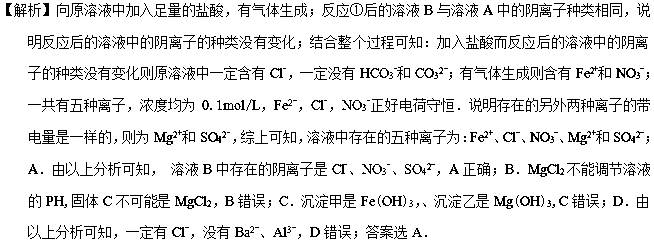 【解析】向原溶液中加入足量的盐酸，有气体生成；反应①后的溶液 B 与溶液 A 中的阴离子种类相同，说
明反应后的溶液中的阴离子的种类没有变化；结合整个过程可知：加入盐酸而反应后的溶液中的阴离
子的种类没有变化则原溶液中一定含有 Cl⁻，一定没有 HCO₃⁻和 CO₃²⁻；有气体生成则含有 Fe²⁺和 NO₃⁻；
一共有五种离子，浓度均为 0.1mol/L，Fe²⁻，Cl⁻，NO₃⁻正好电荷守恒．说明存在的另外两种离子的带
电量是一样的，则为 Mg²⁺和 SO₄²⁻，综上可知，溶液中存在的五种离子为：Fe²⁺、Cl⁻、NO₃⁻、Mg²⁺和 SO₄²⁻；
A．由以上分析可知， 溶液 B 中存在的阴离子是 Cl⁻、NO₃⁻、SO₄²⁻，A 正确；B．MgCl₂ 不能调节溶液
的 PH，固体 C 不可能是 MgCl₂，B 错误；C．沉淀甲是 Fe(OH)₃,、沉淀乙是 Mg(OH)₃，C 错误；D．由
以上分析可知，一定有 Cl⁻，没有 Ba²⁻、Al³⁻，D 错误；答案选 A．